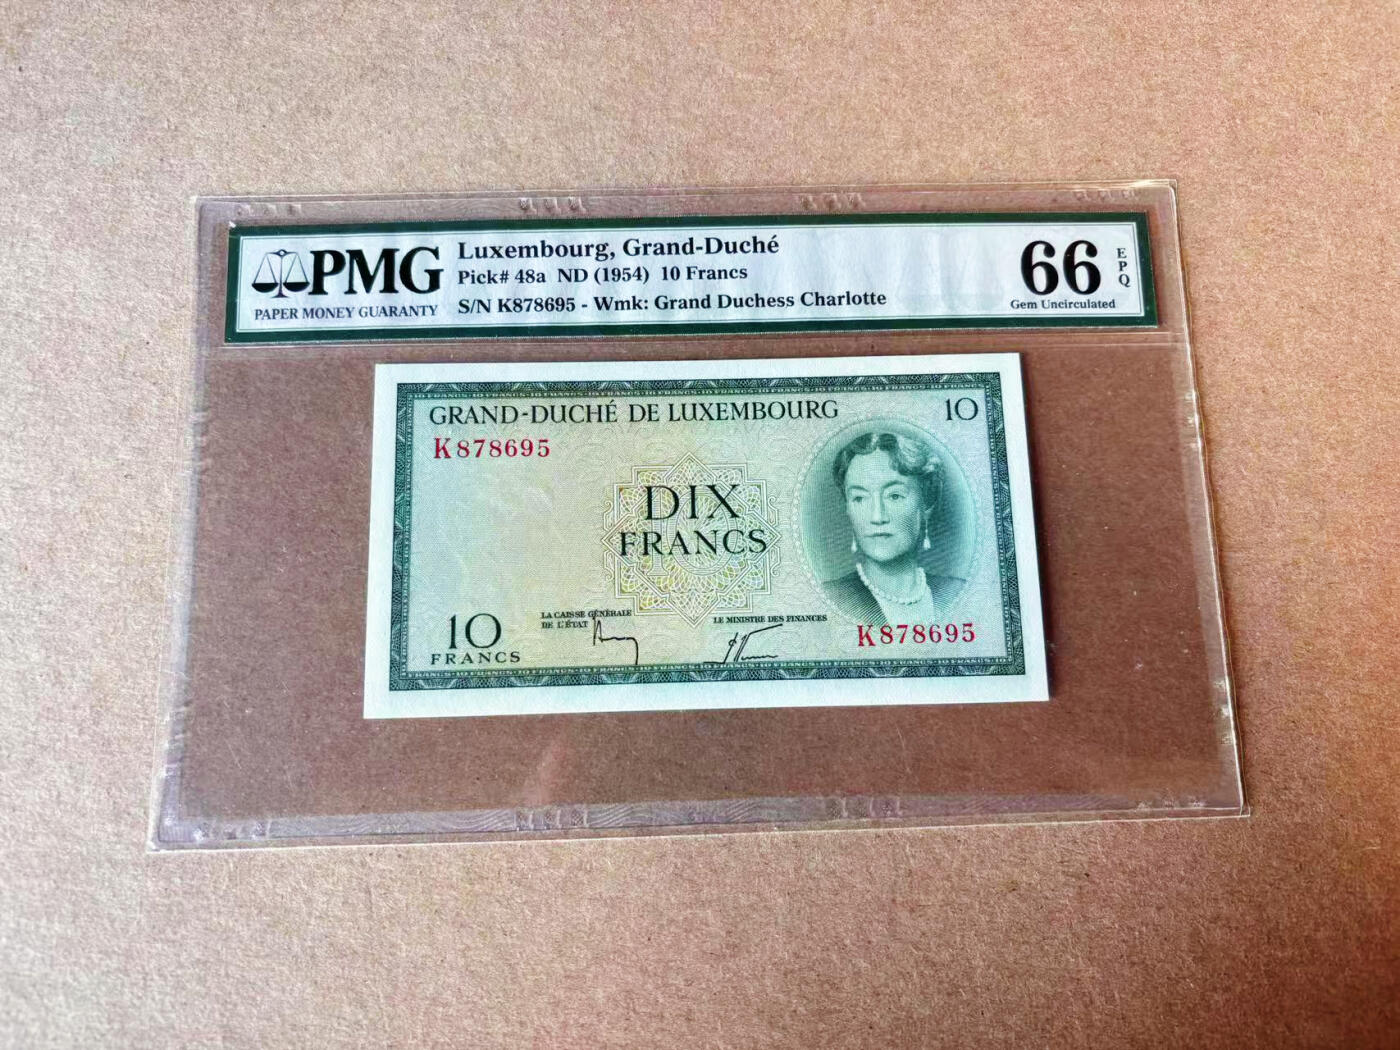 PMG
PAPER MONEY GUARANTY
Luxembourg, Grand-Duché
Pick# 48a ND (1954) 10 Francs
S/N K878695 - Wmk: Grand Duchess Charlotte
66
EPQ
Gem Uncirculated
GRAND-DUCHÉ DE LUXEMBOURG
10
K878695
DIX
FRANCS
LA CAISSE GÉNÉRALE
DE L'ÉTAT
LE MINISTRE DES FINANCES
10
FRANCS
K878695